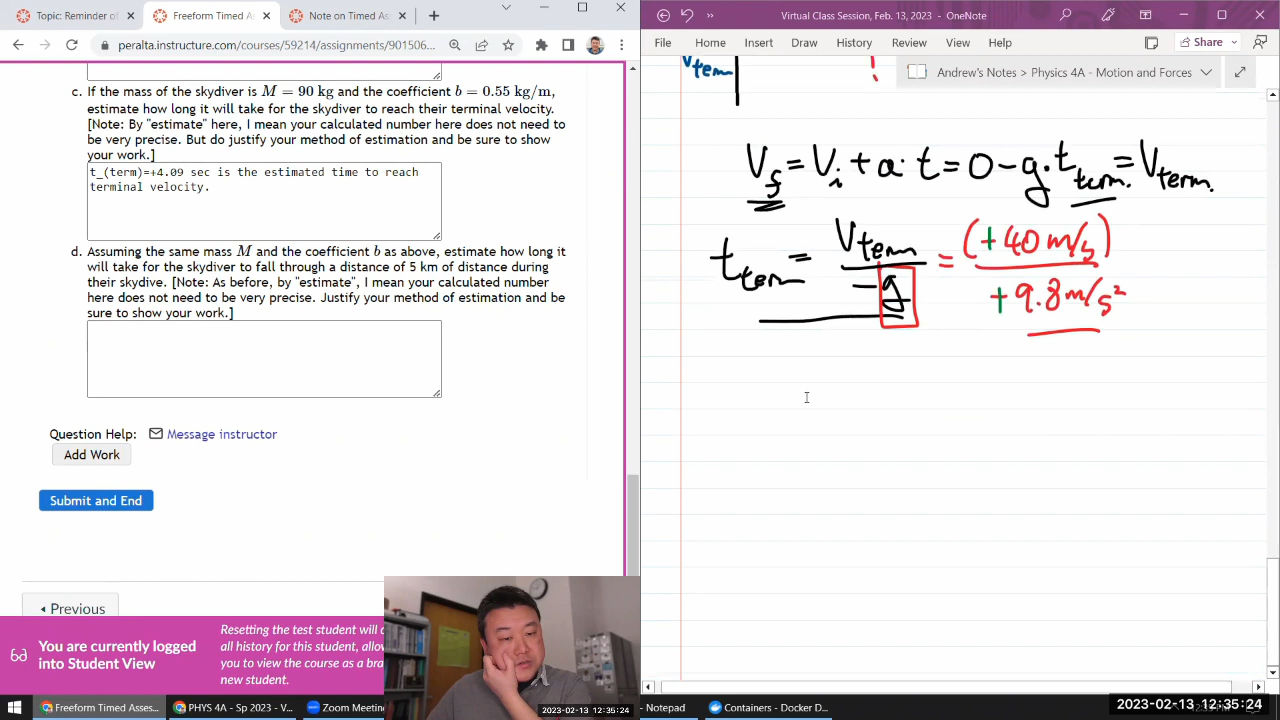 Topic: Reminder of
Freeform Timed As
Note on Timed As
peralta.instructure.com/courses/59214/assignments/901506...
c. If the mass of the skydiver is M = 90 kg and the coefficient b = 0.55 kg/m,
estimate how long it will take for the skydiver to reach their terminal velocity.
[Note: By "estimate" here, I mean your calculated number here does not need to
be very precise. But do justify your method of estimation and be sure to show
your work.]
t_(term)=+4.09 sec is the estimated time to reach
terminal velocity.
d. Assuming the same mass M and the coefficient b as above, estimate how long it
will take for the skydiver to fall through a distance of 5 km of distance during
their skydive. [Note: As before, by "estimate", I mean your calculated number
here does not need to be very precise. Justify your method of estimation and be
sure to show your work.]
Question Help: Message instructor
Add Work
Submit and End
Previous
You are currently logged
into Student View
Resetting the test student will c
all history for this student, allow
you to view the course as a bra
new student.
Virtual Class Session, Feb. 13, 2023 - OneNote
File Home Insert Draw History Review View Help Share
Andrew's Notes > Physics 4A - Motion and Forces
Vterm !
Vf = Vi + a · t = 0 - g · tterm. = Vterm.
tterm = Vterm / -g = (+40 m/s) / +9.8 m/s²
2023-02-13 12:35:24
Freeform Timed Asses...
PHYS 4A - Sp 2023 - V...
Zoom Meeting
- Notepad
Containers - Docker D...
2023-02-13 12:35:24